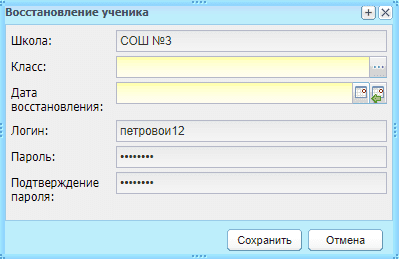 Восстановление ученика
Школа: СОШ №3
Класс:
Дата
восстановления:
Логин: петровои12
Пароль: ••••••••
Подтверждение ••••••••
пароля:
Сохранить Отмена